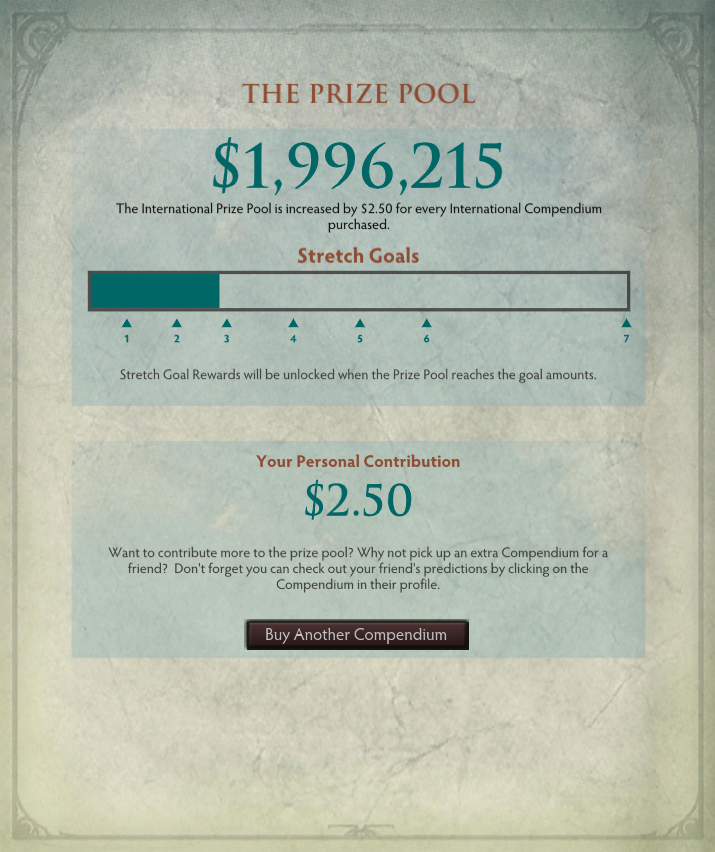 THE PRIZE POOL
$1,996,215
The International Prize Pool is increased by $2.50 for every International Compendium
purchased.
Stretch Goals
1 2 3 4 5 6 7
Stretch Goal Rewards will be unlocked when the Prize Pool reaches the goal amounts.
Your Personal Contribution
$2.50
Want to contribute more to the prize pool? Why not pick up an extra Compendium for a
friend?  Don't forget you can check out your friend's predictions by clicking on the
Compendium in their profile.
Buy Another Compendium